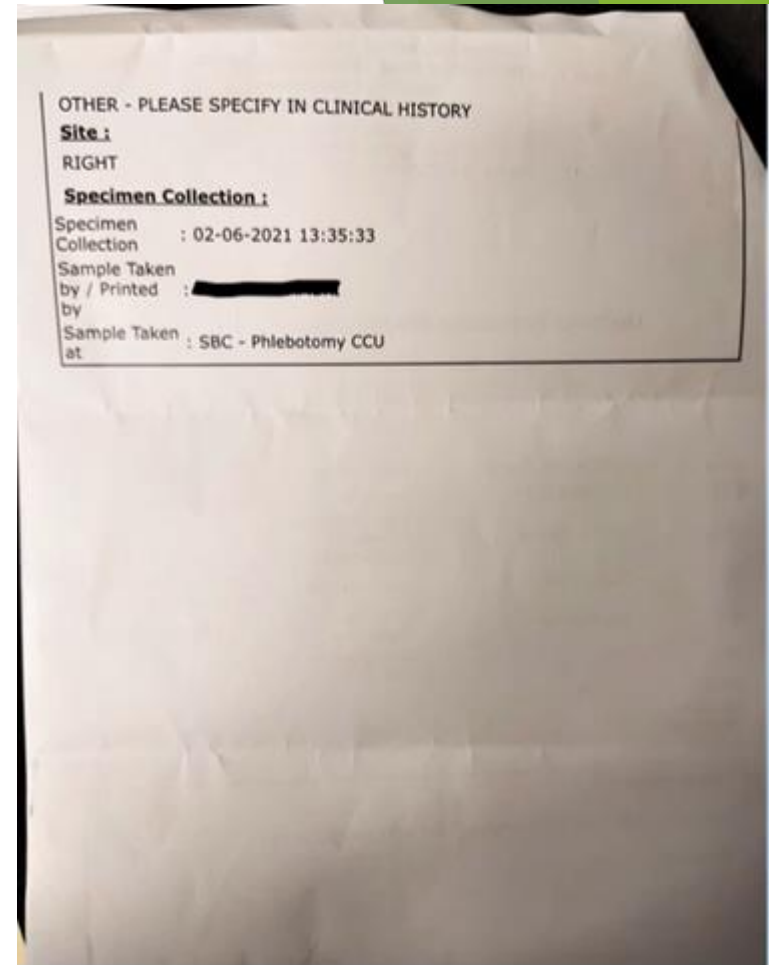 OTHER - PLEASE SPECIFY IN CLINICAL HISTORY
Site :
RIGHT
Specimen Collection :
Specimen
Collection : 02-06-2021 13:35:33
Sample Taken
by / Printed :
by
Sample Taken
at : SBC - Phlebotomy CCU